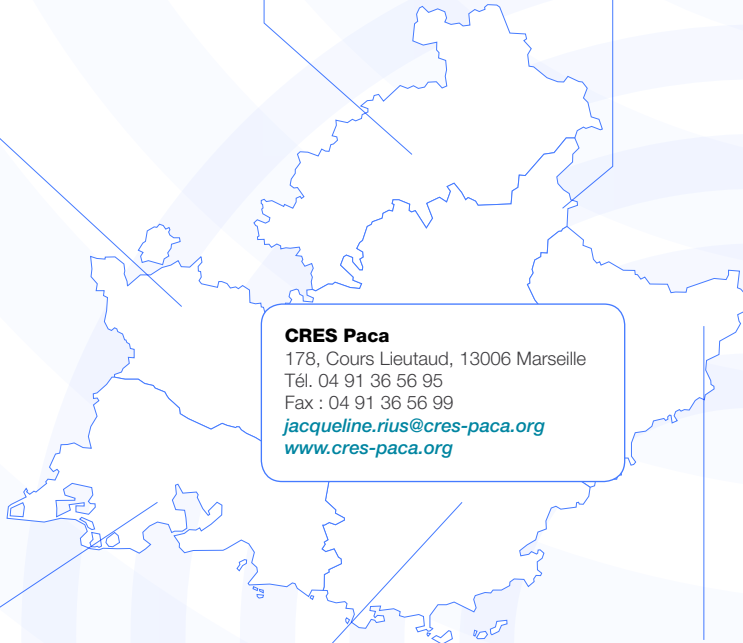 CRES Paca
178, Cours Lieutaud, 13006 Marseille
Tél. 04 91 36 56 95
Fax : 04 91 36 56 99
jacqueline.rius@cres-paca.org
www.cres-paca.org